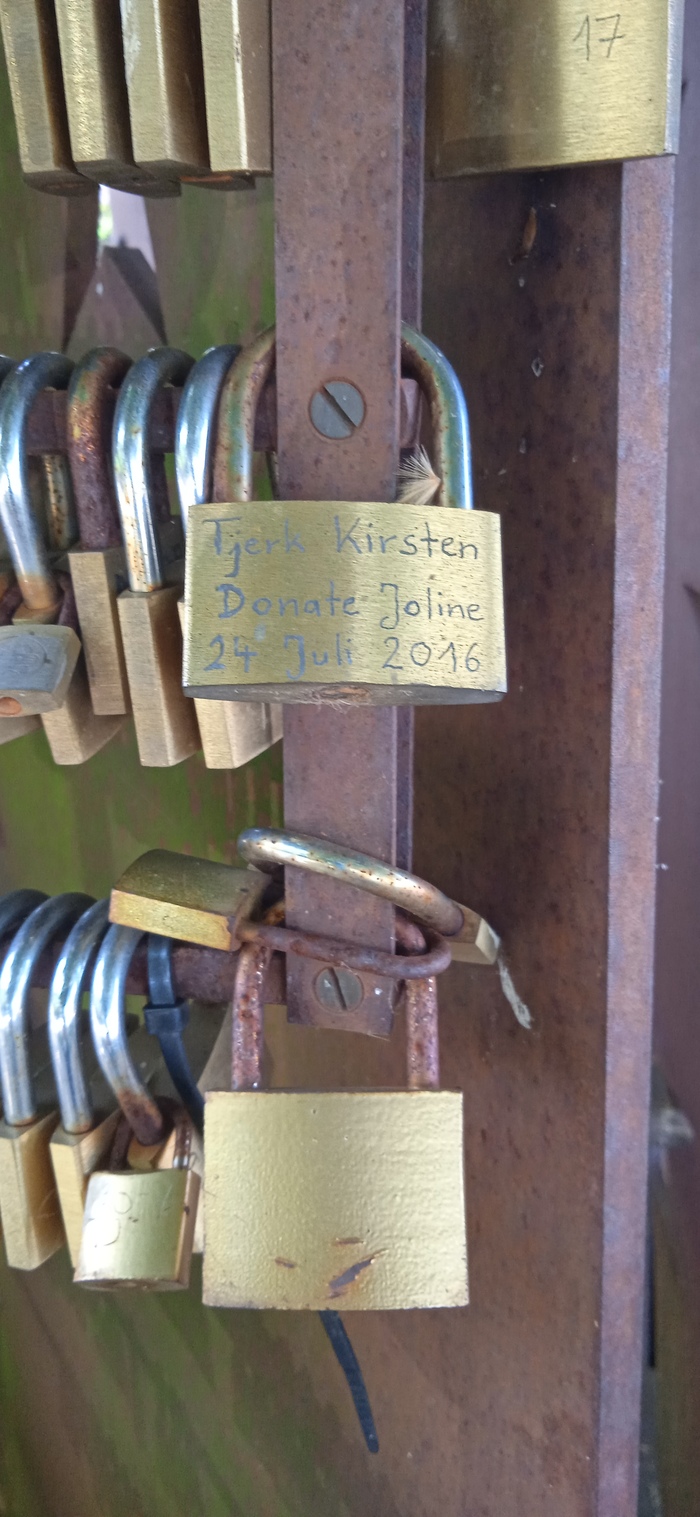 17
Tjerk Kirsten
Donate Joline
24 Juli 2016